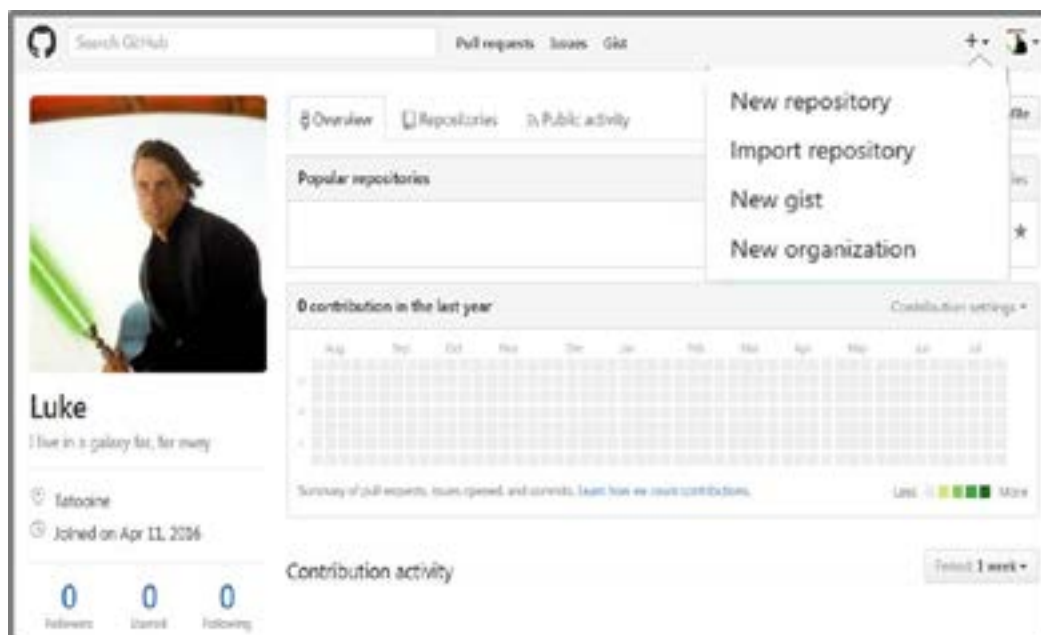 Search GitHub
Pull requests Issues Gist
New repository
Import repository
New gist
New organization
Overview Repositories Public activity
Popular repositories
0 contribution in the last year
Contribution settings
Aug Sep Oct Nov Dec Jan Feb Mar Apr May Jun Jul
Summary of pull requests, issues opened, and commits. Learn how we count contributions.
Less More
Luke
I live in a galaxy far, far away
Tatooine
Joined on Apr 11, 2016
0 0 0
Followers Starred Following
Contribution activity
Period: 1 week